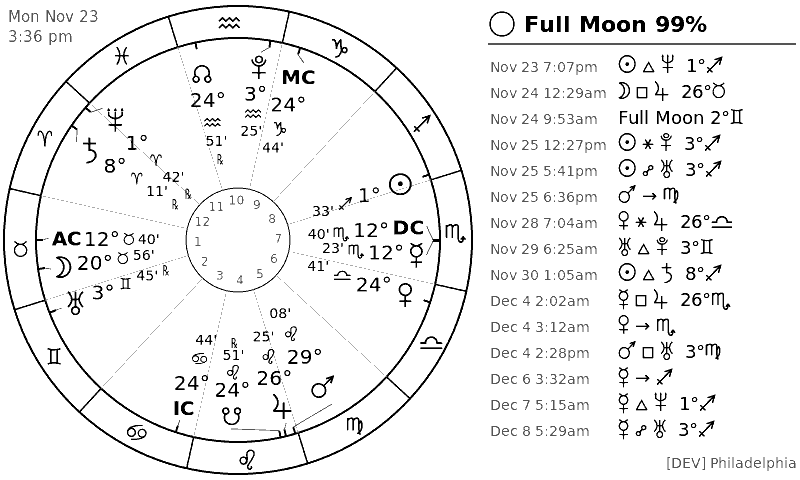 Mon Nov 23
3:36 pm
♒
♑
♓
♐
♈
♏
♉
♎
♊
♍
♋
♌
☊
24°
♒
51'
℞
♇
3°
♒
25'
MC
24°
♑
44'
♆
1°
♈
42'
℞
♄
8°
♈
11'
℞
☉
1°
♐
33'
AC 12° ♉ 40'
☽ 20° ♉ 56'
♅ 3° ♊ 45' ℞
40' ♏ 12° DC
23' ♏ 12° ☿
41' ♎ 24° ♀
10
11
9
12
8
1
7
2
6
3
5
4
44'
♋
24°
IC
℞
51'
♌
24°
☋
25'
♌
26°
♃
08'
♌
29°
♂
Full Moon 99%
Nov 23 7:07pm ☉ △ ♆ 1°♐
Nov 24 12:29am ☽ □ ♃ 26°♉
Nov 24 9:53am Full Moon 2°♊
Nov 25 12:27pm ☉ ⚹ ♇ 3°♐
Nov 25 5:41pm ☉ ☍ ♅ 3°♐
Nov 25 6:36pm ♂ → ♍
Nov 28 7:04am ♀ ⚹ ♃ 26°♎
Nov 29 6:25am ♅ △ ♇ 3°♊
Nov 30 1:05am ☉ △ ♄ 8°♐
Dec 4 2:02am ☿ □ ♃ 26°♏
Dec 4 3:12am ♀ → ♏
Dec 4 2:28pm ♂ □ ♅ 3°♍
Dec 6 3:32am ☿ → ♐
Dec 7 5:15am ☿ △ ♆ 1°♐
Dec 8 5:29am ☿ ☍ ♅ 3°♐
[DEV] Philadelphia